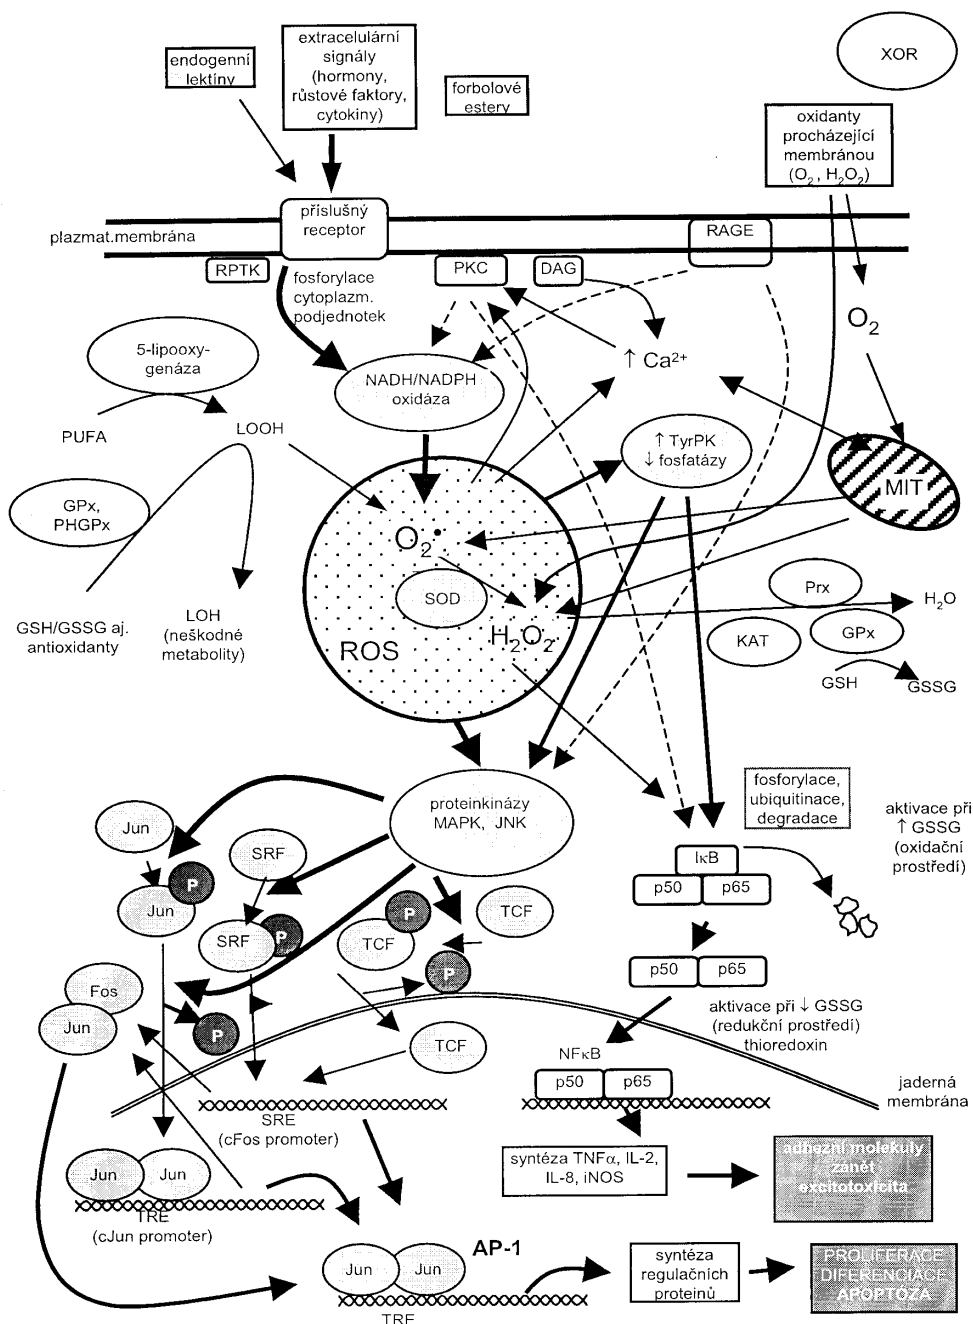 endogenní
lektíny
extracelulární
signály
(hormony,
růstové faktory,
cytokiny)
forbolové
estery
XOR
oxidanty
procházející
membránou
(O2, H2O2)
plazmat.membrána
příslušný
receptor
RAGE
RPTK
fosforylace
cytoplazm.
podjednotek
PKC
DAG
O2
5-lipooxy-
genáza
NADH/NADPH
oxidáza
↑ Ca2+
PUFA
LOOH
↑ TyrPK
↓ fosfatázy
MIT
GPx,
PHGPx
O2•
SOD
H2O2
ROS
Prx
H2O
KAT
GPx
GSH
GSSG
GSH/GSSG aj.
antioxidanty
LOH
(neškodné
metabolity)
proteinkinázy
MAPK, JNK
fosforylace,
ubiquitinace,
degradace
aktivace při
↑ GSSG
(oxidační
prostředí)
Jun
SRF
P
Jun
IκB
p50
p65
P
TCF
P
SRF
TCF
P
p50
p65
Fos
Jun
P
TCF
aktivace při ↓ GSSG
(redukční prostředí)
thioredoxin
NFκB
p50
p65
jaderná
membrána
SRE
(cFos promoter)
Jun
Jun
TRE
(cJun promoter)
syntéza TNFα, IL-2,
IL-8, iNOS
adhezní molekuly
zánět
excitotoxicita
AP-1
Jun
Jun
TRE
syntéza
regulačních
proteinů
PROLIFERACE
DIFERENCIACE
APOPTÓZA